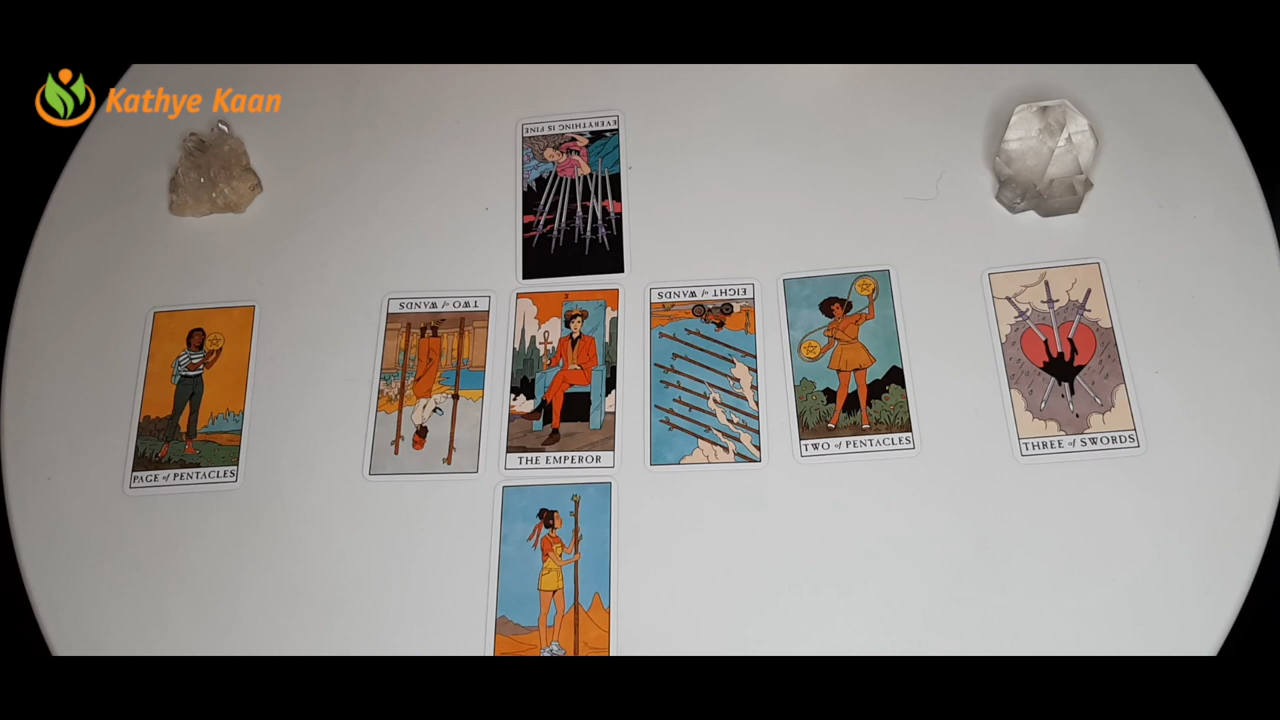 Kathye Kaan
EVERYTHING IS FINE
TWO of WANDS
EIGHT of WANDS
THE EMPEROR
TWO of PENTACLES
THREE of SWORDS
PAGE of PENTACLES